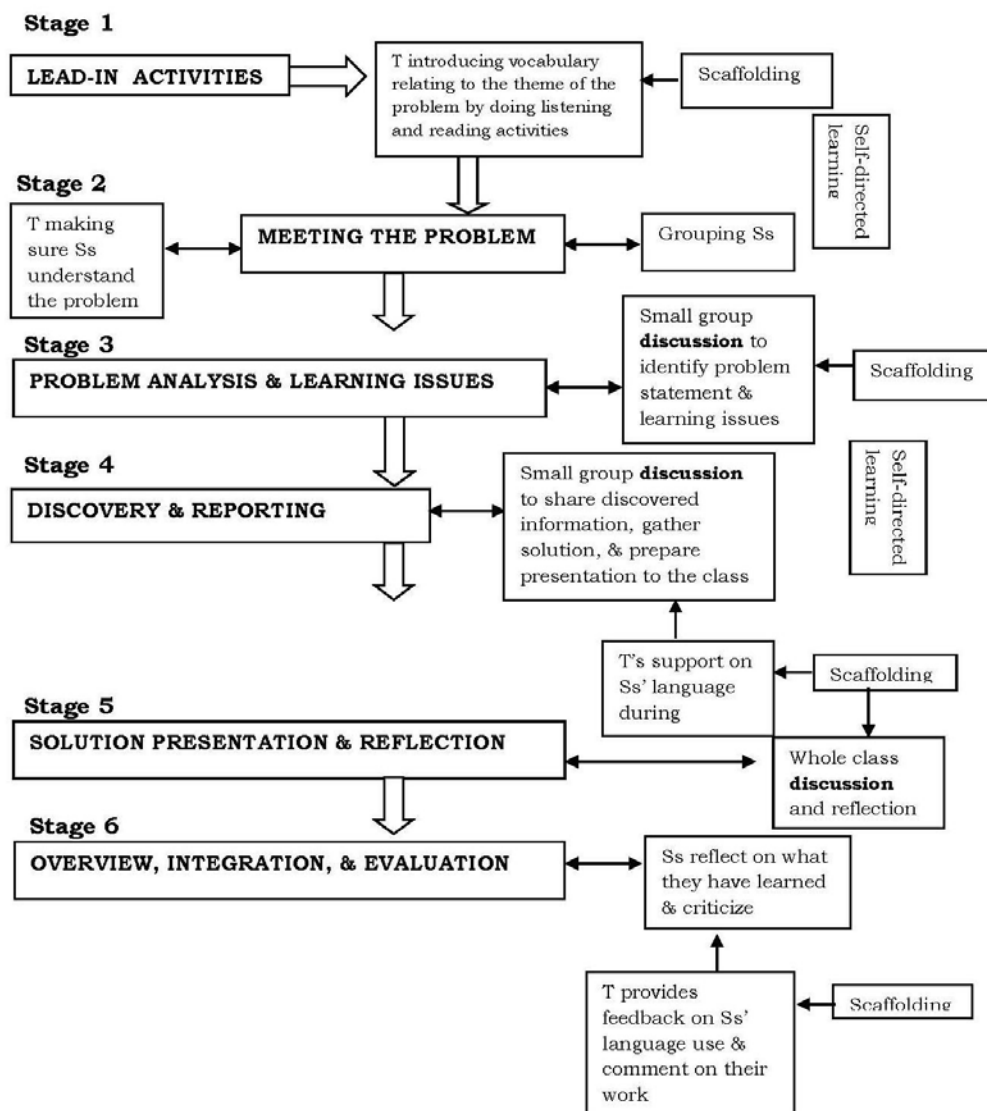 Stage 1
LEAD-IN ACTIVITIES
T introducing vocabulary
relating to the theme of the
problem by doing listening
and reading activities
Scaffolding
Self-directed
learning
Stage 2
T making
sure Ss
understand
the problem
MEETING THE PROBLEM
Grouping Ss
Stage 3
PROBLEM ANALYSIS & LEARNING ISSUES
Small group
discussion to
identify problem
statement &
learning issues
Scaffolding
Stage 4
DISCOVERY & REPORTING
Small group discussion
to share discovered
information, gather
solution, & prepare
presentation to the class
Self-directed
learning
T's support on
Ss' language
during
Scaffolding
Stage 5
SOLUTION PRESENTATION & REFLECTION
Whole class
discussion
and reflection
Stage 6
OVERVIEW, INTEGRATION, & EVALUATION
Ss reflect on what
they have learned
& criticize
T provides
feedback on Ss'
language use &
comment on their
work
Scaffolding